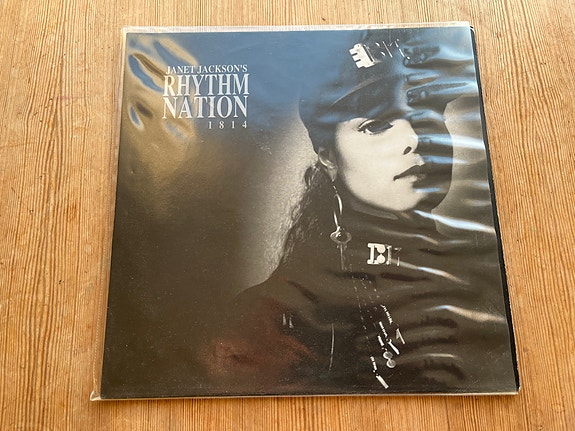 JANET JACKSON'S
RHYTHM
NATION
1814